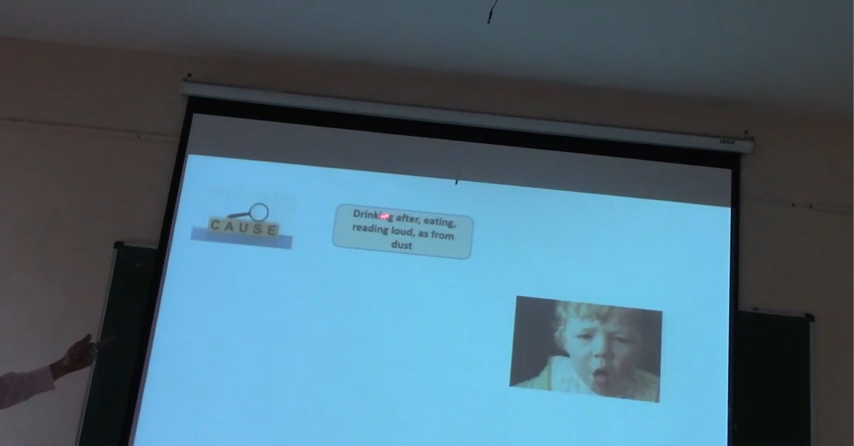 CAUSE
Drinking after, eating,
reading loud, as from
dust